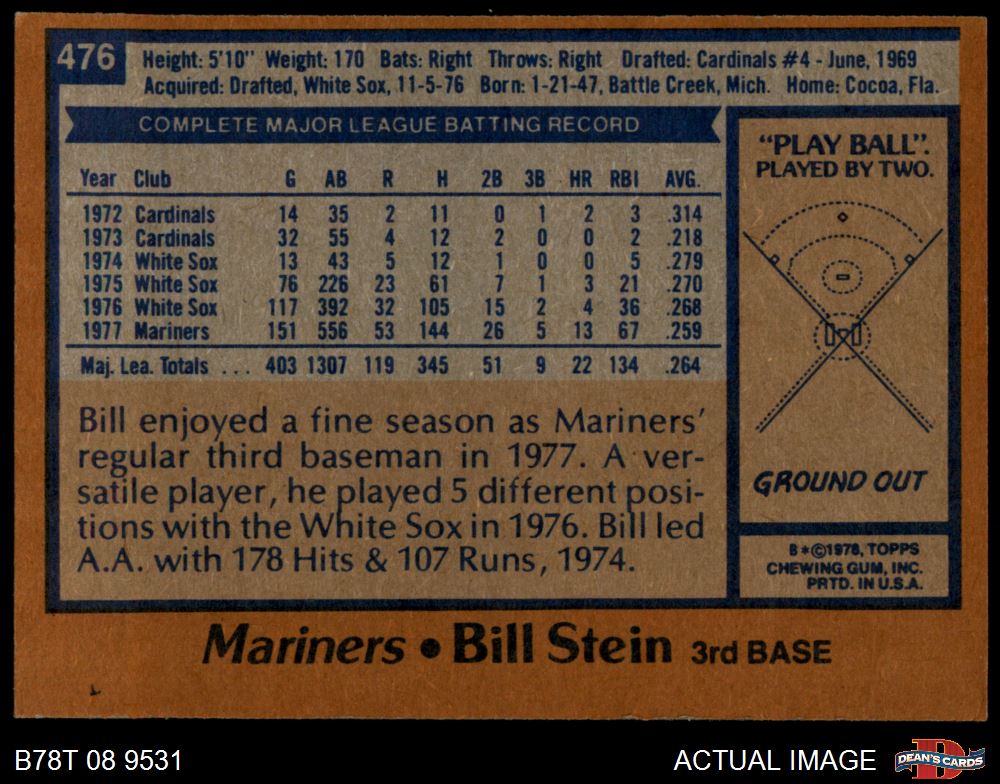 476
Height: 5'10" Weight: 170 Bats: Right Throws: Right Drafted: Cardinals #4 - June, 1969
Acquired: Drafted, White Sox, 11-5-76 Born: 1-21-47, Battle Creek, Mich. Home: Cocoa, Fla.
COMPLETE MAJOR LEAGUE BATTING RECORD
Year Club G AB R H 2B 3B HR RBI AVG.
1972 Cardinals 14 35 2 11 0 1 2 3 .314
1973 Cardinals 32 55 4 12 2 0 0 2 .218
1974 White Sox 13 43 5 12 1 0 0 5 .279
1975 White Sox 76 226 23 61 7 1 3 21 .270
1976 White Sox 117 392 32 105 15 2 4 36 .268
1977 Mariners 151 556 53 144 26 5 13 67 .259
Maj. Lea. Totals ... 403 1307 119 345 51 9 22 134 .264
Bill enjoyed a fine season as Mariners'
regular third baseman in 1977. A ver-
satile player, he played 5 different posi-
tions with the White Sox in 1976. Bill led
A.A. with 178 Hits & 107 Runs, 1974.
"PLAY BALL".
PLAYED BY TWO.
GROUND OUT
B*©1978, TOPPS
CHEWING GUM, INC.
PRTD. IN U.S.A.
Mariners • Bill Stein 3rd BASE
B78T 08 9531
ACTUAL IMAGE
D
DEAN'S CARDS